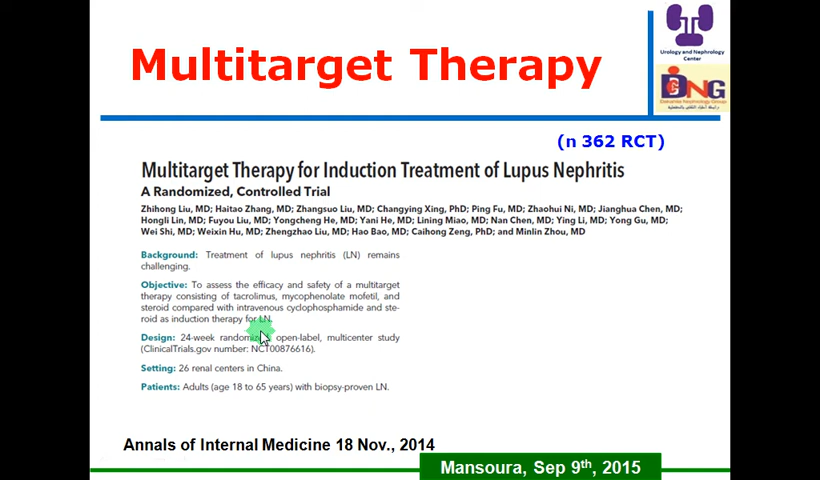 Multitarget Therapy
Urology and Nephrology
Center
DNG
Dakahlia Nephrology Group
(n 362 RCT)
Multitarget Therapy for Induction Treatment of Lupus Nephritis
A Randomized, Controlled Trial
Zhihong Liu, MD; Haitao Zhang, MD; Zhangsuo Liu, MD; Changying Xing, PhD; Ping Fu, MD; Zhaohui Ni, MD; Jianghua Chen, MD;
Hongli Lin, MD; Fuyou Liu, MD; Yongcheng He, MD; Yani He, MD; Lining Miao, MD; Nan Chen, MD; Ying Li, MD; Yong Gu, MD;
Wei Shi, MD; Weixin Hu, MD; Zhengzhao Liu, MD; Hao Bao, MD; Caihong Zeng, PhD; and Minlin Zhou, MD
Background: Treatment of lupus nephritis (LN) remains
challenging.
Objective: To assess the efficacy and safety of a multitarget
therapy consisting of tacrolimus, mycophenolate mofetil, and
steroid compared with intravenous cyclophosphamide and ste-
roid as induction therapy for LN.
Design: 24-week randomized, open-label, multicenter study
(ClinicalTrials.gov number: NCT00876616).
Setting: 26 renal centers in China.
Patients: Adults (age 18 to 65 years) with biopsy-proven LN.
Annals of Internal Medicine 18 Nov., 2014
Mansoura, Sep 9th, 2015